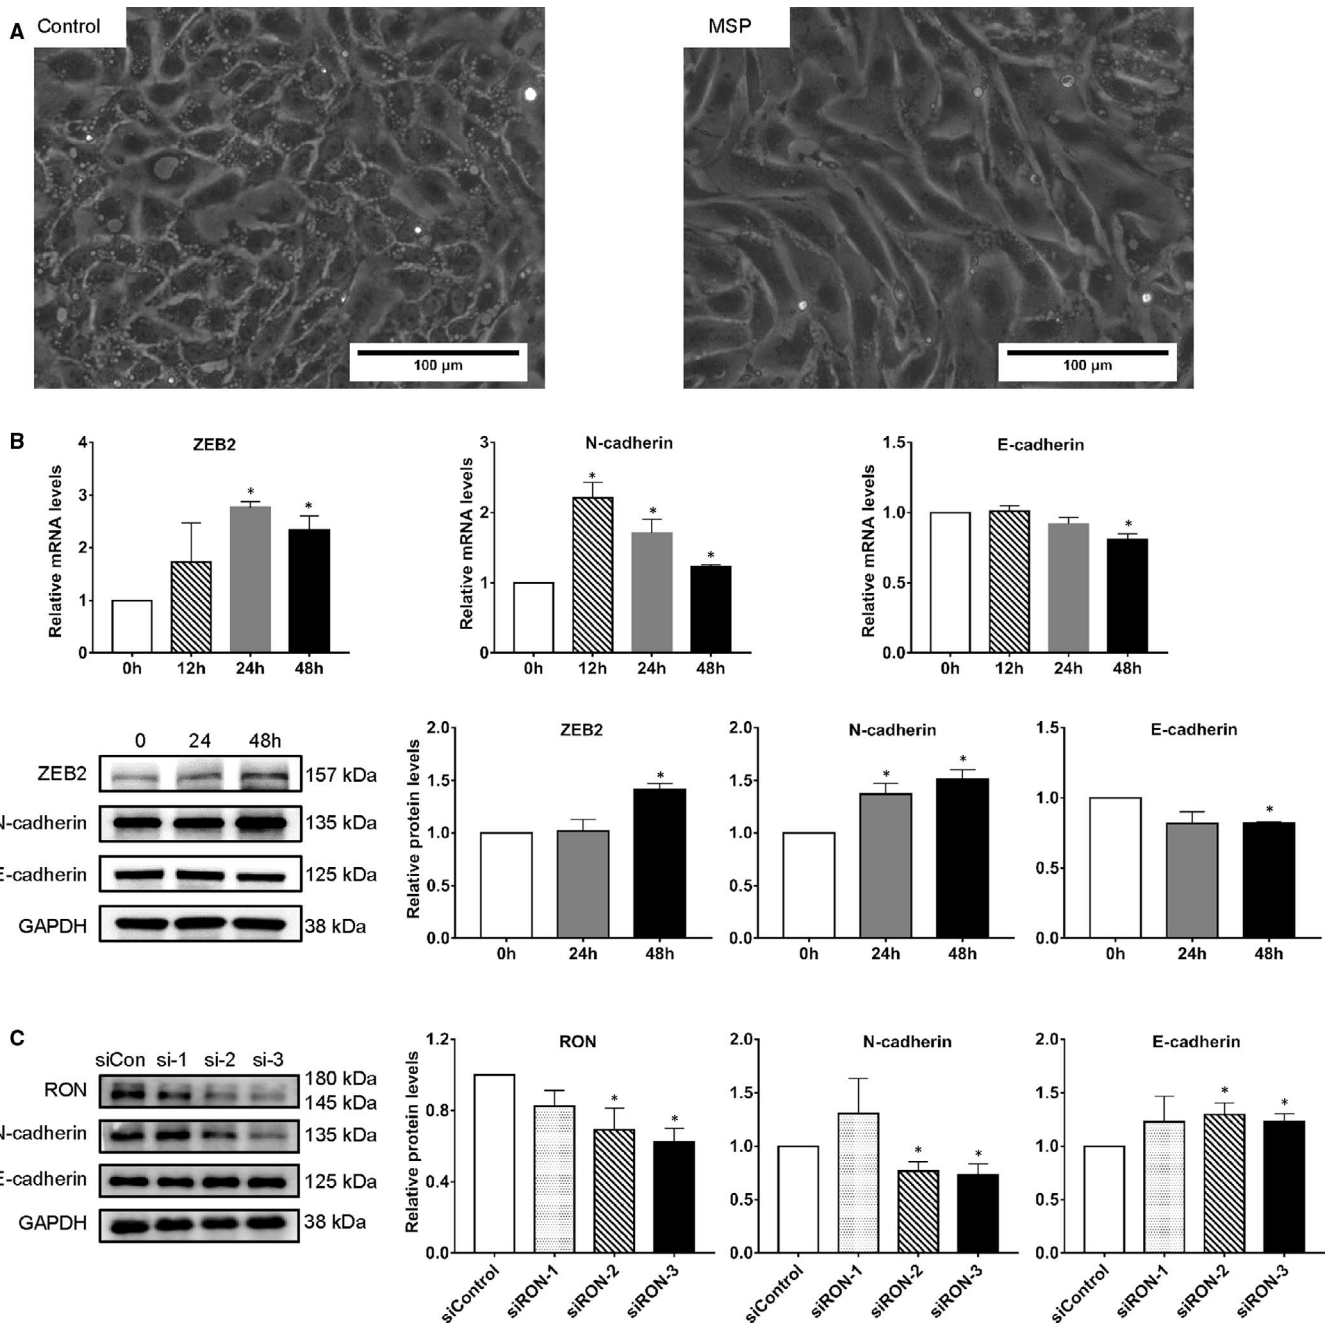 A
Control
MSP
100 µm
100 µm
B
ZEB2
Relative mRNA levels
4
3
2
1
0
0h 12h 24h 48h
*
*
N-cadherin
Relative mRNA levels
3
2
1
0
0h 12h 24h 48h
*
*
*
E-cadherin
Relative mRNA levels
1.5
1.0
0.5
0.0
0h 12h 24h 48h
*
0 24 48h
ZEB2 157 kDa
N-cadherin 135 kDa
E-cadherin 125 kDa
GAPDH 38 kDa
ZEB2
Relative protein levels
2.0
1.5
1.0
0.5
0.0
0h 24h 48h
*
N-cadherin
2.0
1.5
1.0
0.5
0.0
0h 24h 48h
*
*
E-cadherin
1.5
1.0
0.5
0.0
0h 24h 48h
*
C
siCon si-1 si-2 si-3
RON 180 kDa
145 kDa
N-cadherin 135 kDa
E-cadherin 125 kDa
GAPDH 38 kDa
RON
Relative protein levels
1.2
0.8
0.4
0.0
siControl siRON-1 siRON-2 siRON-3
*
*
N-cadherin
2.0
1.5
1.0
0.5
0.0
siControl siRON-1 siRON-2 siRON-3
*
*
E-cadherin
2.0
1.5
1.0
0.5
0.0
siControl siRON-1 siRON-2 siRON-3
*
*